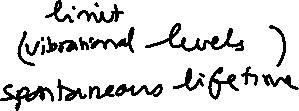 limit
(vibrational levels)
spontaneous lifetime